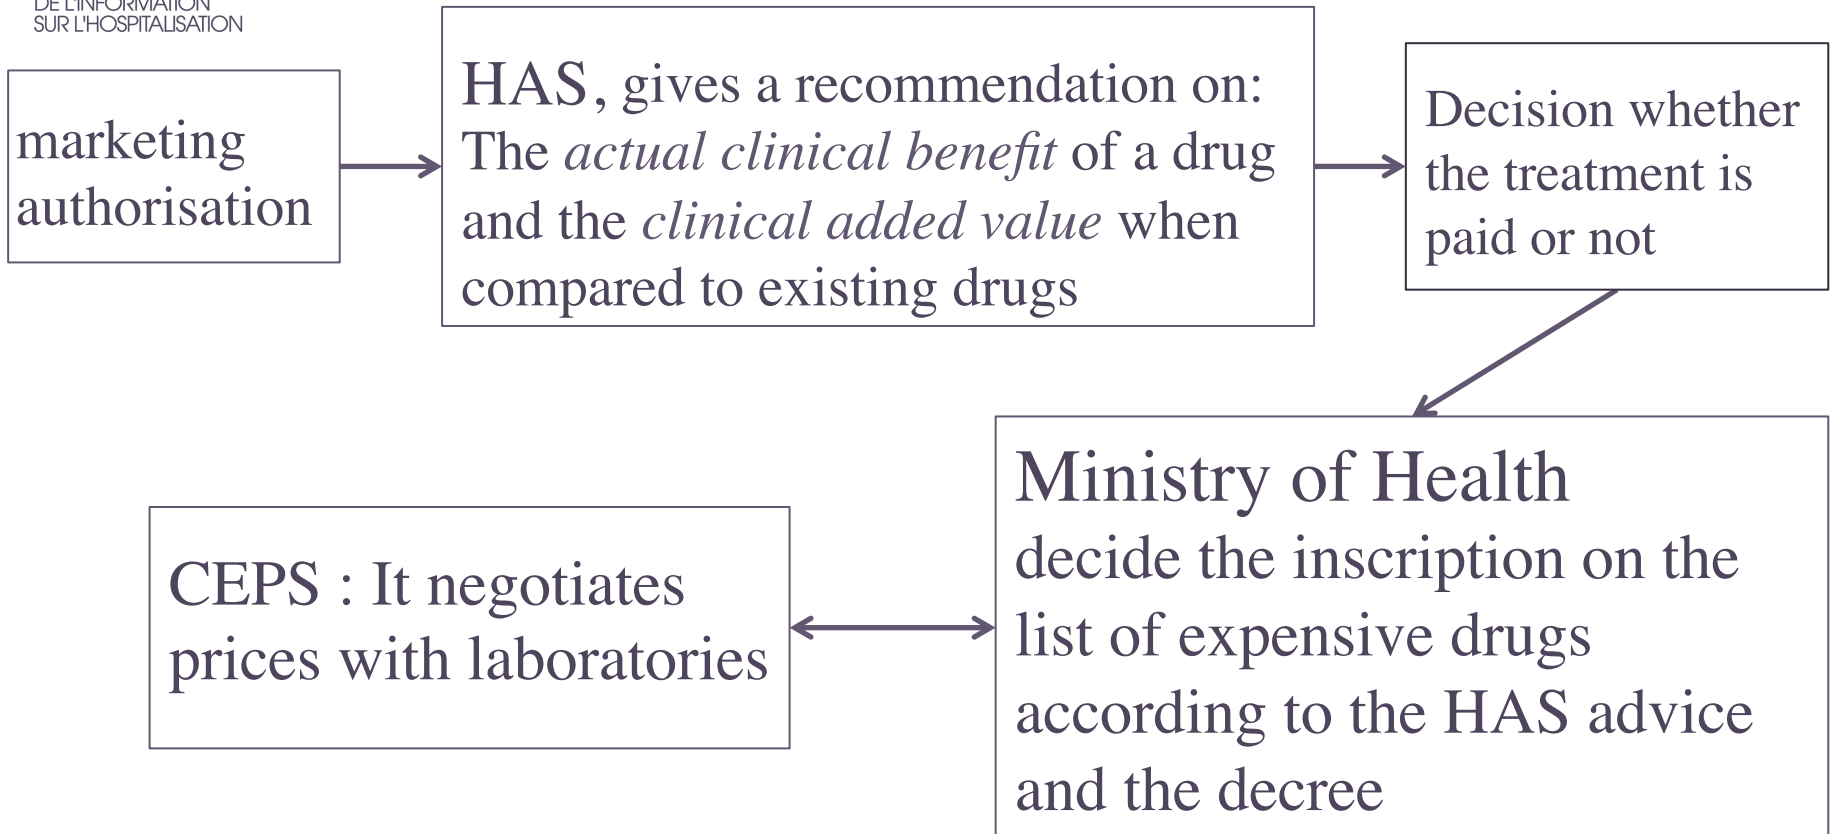 DE L'INFORMATION
SUR L'HOSPITALISATION
marketing
authorisation
HAS, gives a recommendation on:
The actual clinical benefit of a drug
and the clinical added value when
compared to existing drugs
Decision whether
the treatment is
paid or not
Ministry of Health
decide the inscription on the
list of expensive drugs
according to the HAS advice
and the decree
CEPS : It negotiates
prices with laboratories